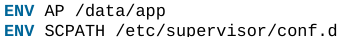 ENV AP /data/app
ENV SCPATH /etc/supervisor/conf.d